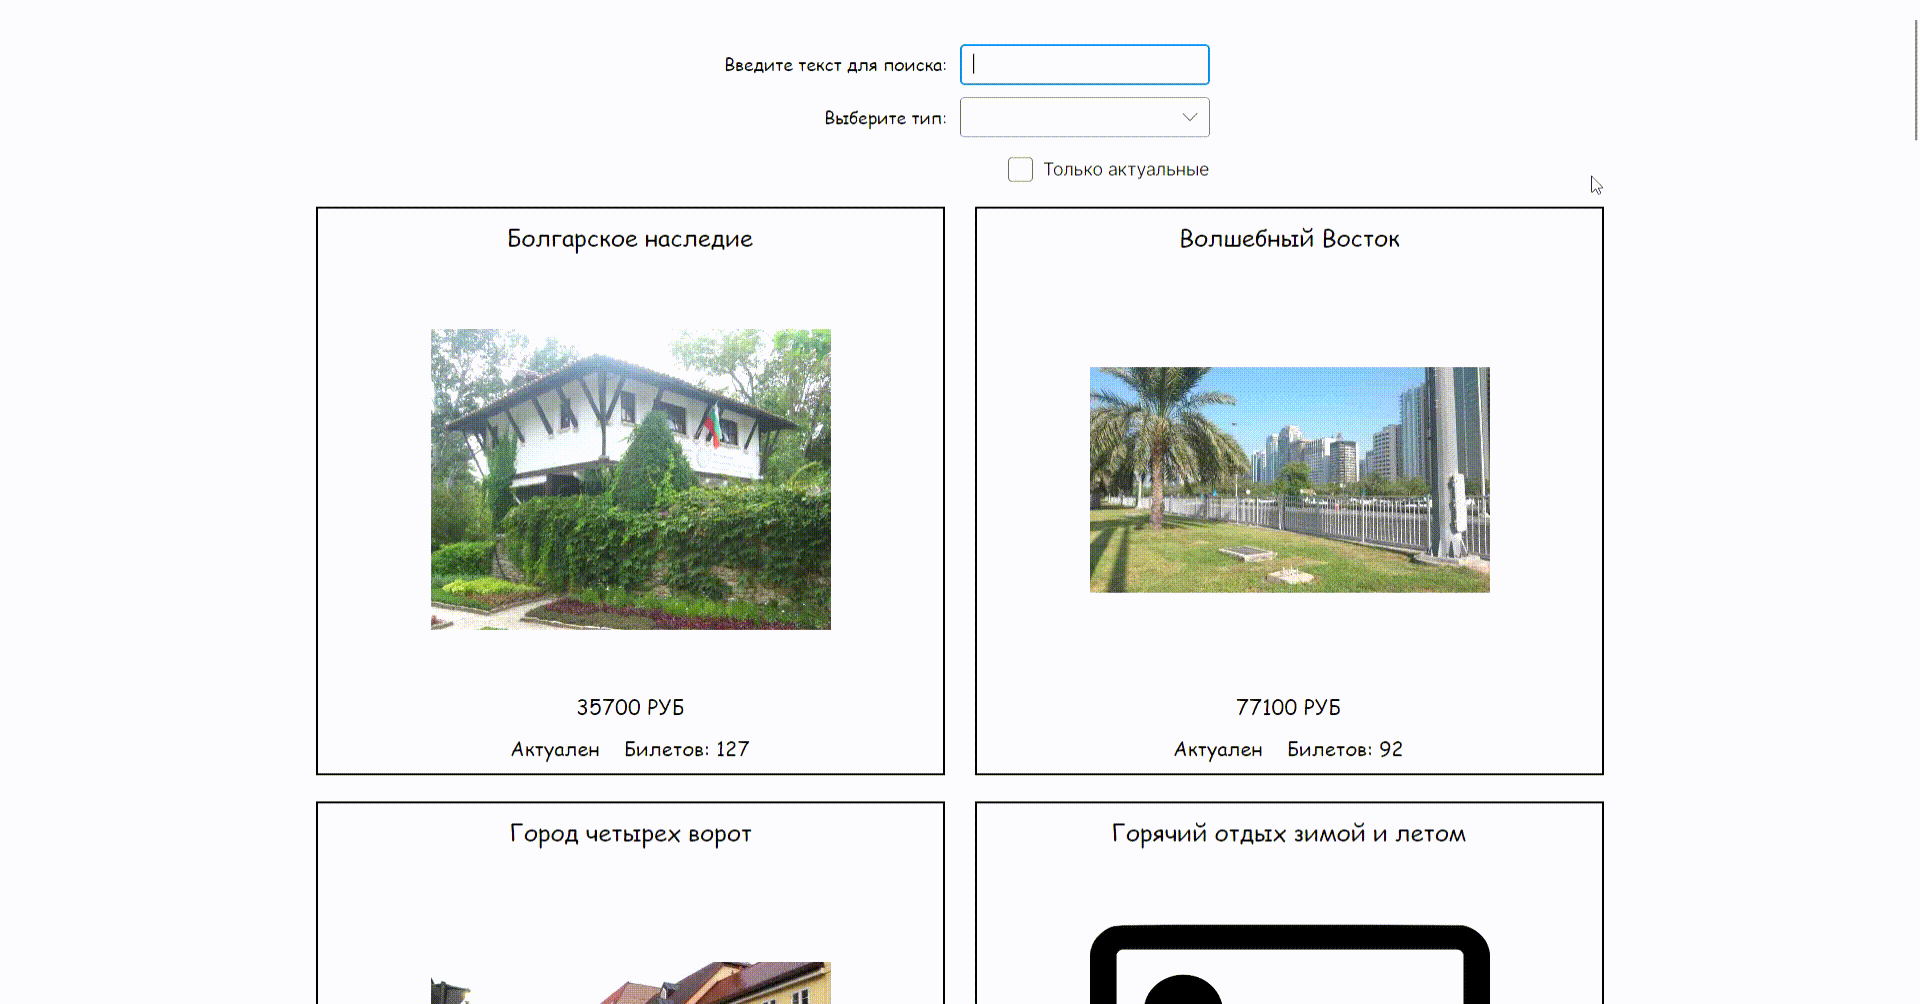 Введите текст для поиска:
Выберите тип:
Только актуальные
Болгарское наследие
35700 РУБ
Актуален Билетов: 127
Волшебный Восток
77100 РУБ
Актуален Билетов: 92
Город четырех ворот
Горячий отдых зимой и летом